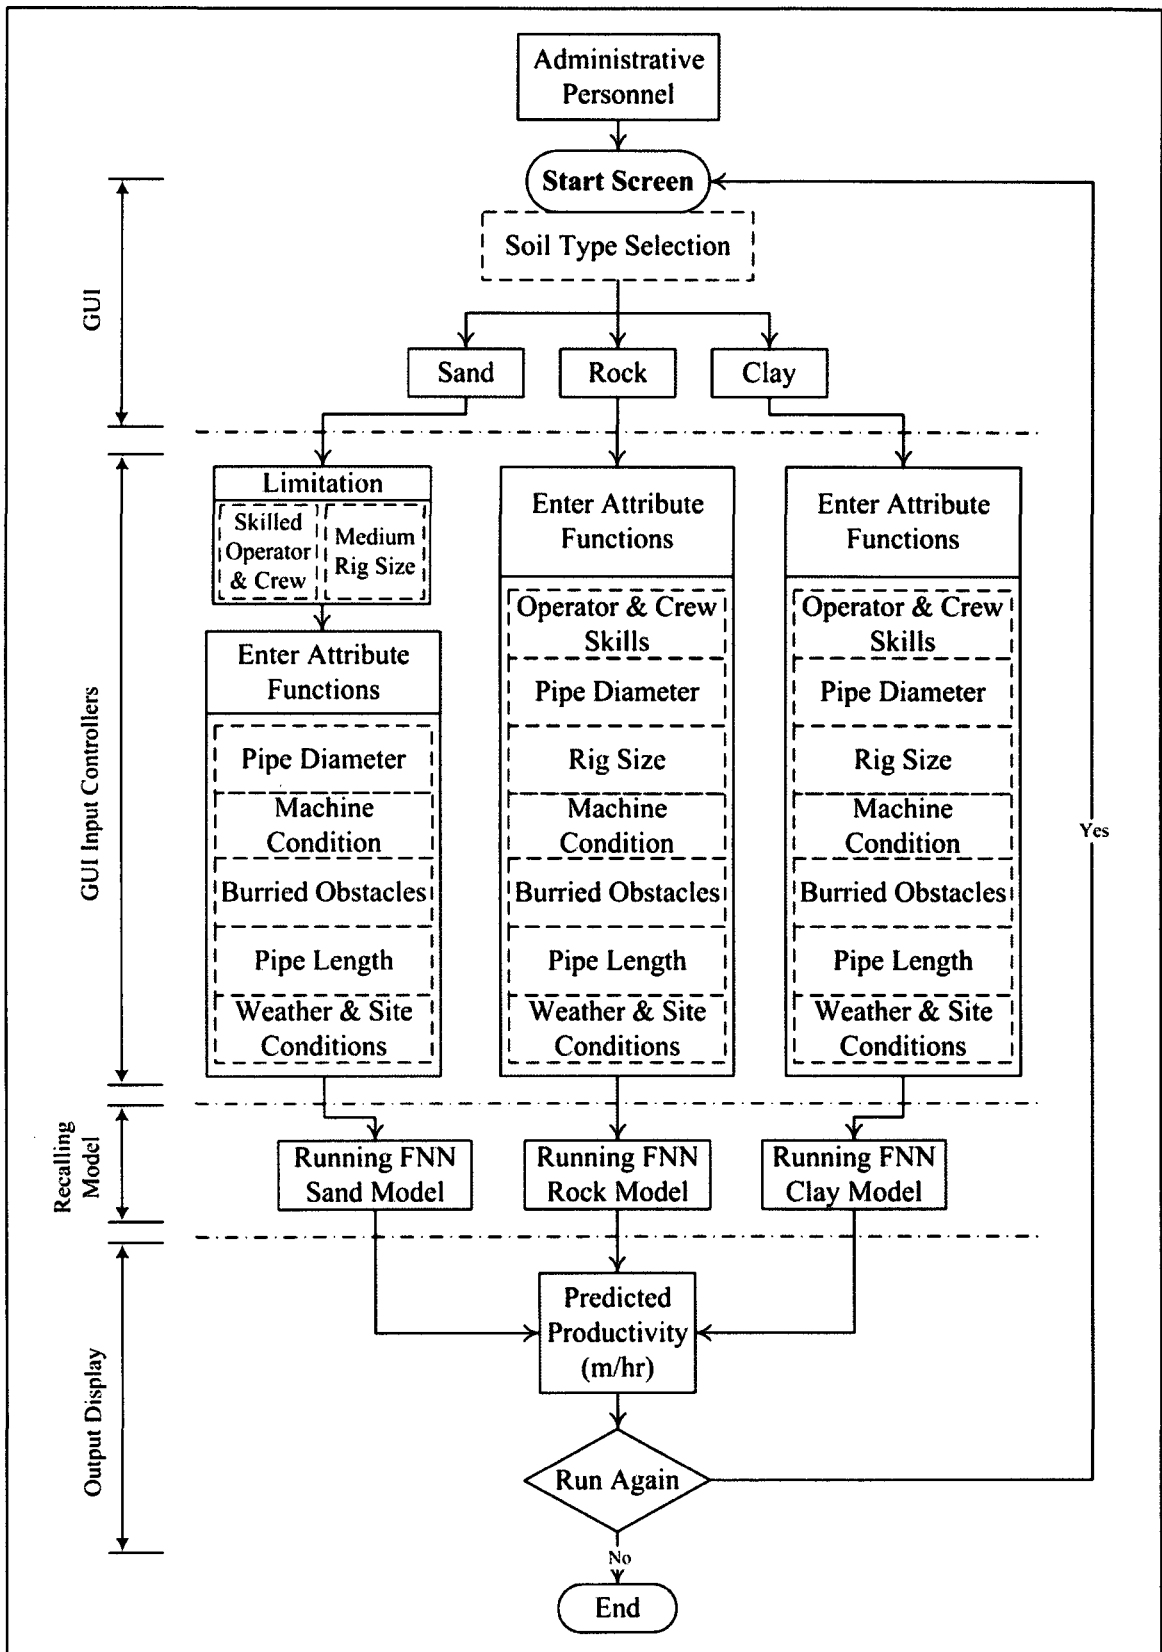 Administrative
Personnel
Start Screen
Soil Type Selection
GUI
Sand
Rock
Clay
GUI Input Controllers
Limitation
Skilled
Operator
& Crew
Medium
Rig Size
Enter Attribute
Functions
Pipe Diameter
Machine
Condition
Burried Obstacles
Pipe Length
Weather & Site
Conditions
Enter Attribute
Functions
Operator & Crew
Skills
Pipe Diameter
Rig Size
Machine
Condition
Burried Obstacles
Pipe Length
Weather & Site
Conditions
Enter Attribute
Functions
Operator & Crew
Skills
Pipe Diameter
Rig Size
Machine
Condition
Burried Obstacles
Pipe Length
Weather & Site
Conditions
Yes
Recalling
Model
Running FNN
Sand Model
Running FNN
Rock Model
Running FNN
Clay Model
Output Display
Predicted
Productivity
(m/hr)
Run Again
No
End